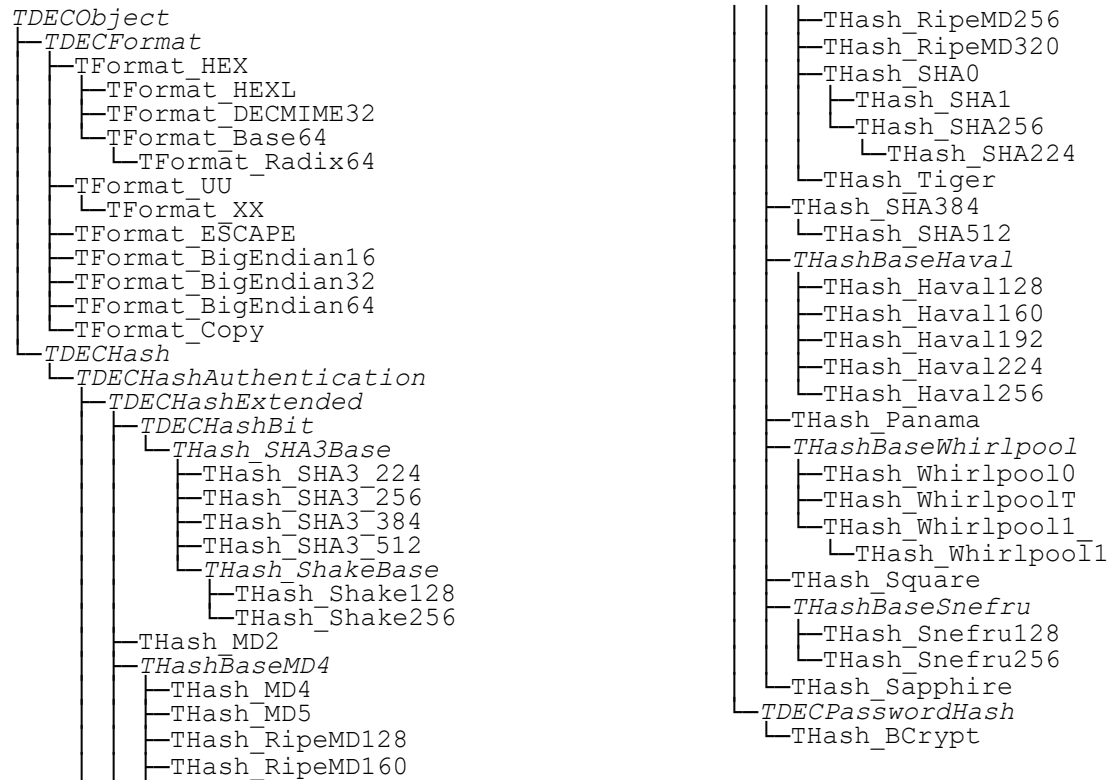 TDECObject
TDECFormat
TFormat_HEX
TFormat_HEXL
TFormat_DECMIME32
TFormat_Base64
TFormat_Radix64
TFormat_UU
TFormat_XX
TFormat_ESCAPE
TFormat_BigEndian16
TFormat_BigEndian32
TFormat_BigEndian64
TFormat_Copy
TDECHash
TDECHashAuthentication
TDECHashExtended
TDECHashBit
THash_SHA3Base
THash_SHA3_224
THash_SHA3_256
THash_SHA3_384
THash_SHA3_512
THash_ShakeBase
THash_Shake128
THash_Shake256
THash_MD2
THashBaseMD4
THash_MD4
THash_MD5
THash_RipeMD128
THash_RipeMD160
THash_RipeMD256
THash_RipeMD320
THash_SHA0
THash_SHA1
THash_SHA256
THash_SHA224
THash_Tiger
THash_SHA384
THash_SHA512
THashBaseHaval
THash_Haval128
THash_Haval160
THash_Haval192
THash_Haval224
THash_Haval256
THash_Panama
THashBaseWhirlpool
THash_Whirlpool0
THash_WhirlpoolT
THash_Whirlpool1_
THash_Whirlpool1
THash_Square
THashBaseSnefru
THash_Snefru128
THash_Snefru256
THash_Sapphire
TDECPasswordHash
THash_BCrypt